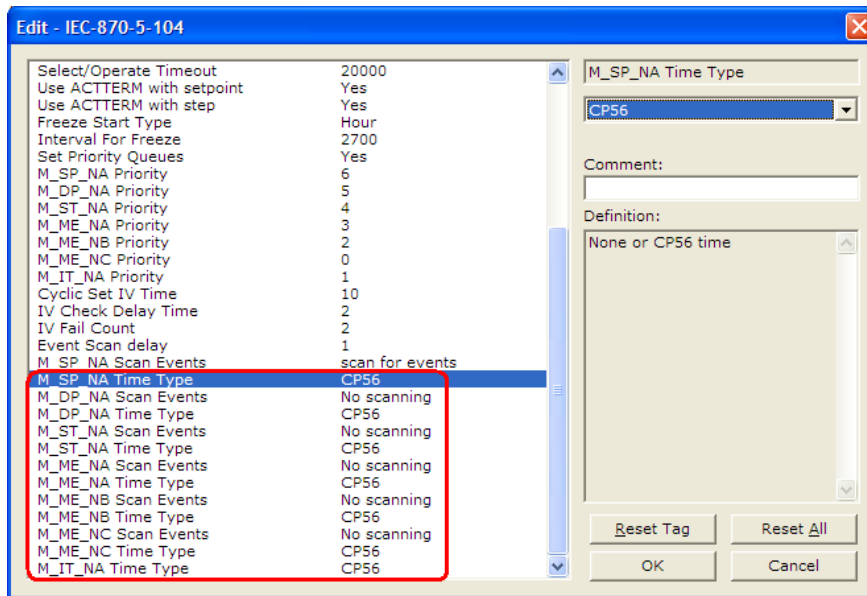 Edit - IEC-870-5-104
Select/Operate Timeout 20000
Use ACTTERM with setpoint Yes
Use ACTTERM with step Yes
Freeze Start Type Hour
Interval For Freeze 2700
Set Priority Queues Yes
M_SP_NA Priority 6
M_DP_NA Priority 5
M_ST_NA Priority 4
M_ME_NA Priority 3
M_ME_NB Priority 2
M_ME_NC Priority 0
M_IT_NA Priority 1
Cyclic Set IV Time 10
IV Check Delay Time 2
IV Fail Count 2
Event Scan delay 1
M_SP_NA Scan Events scan for events
M_SP_NA Time Type CP56
M_DP_NA Scan Events No scanning
M_DP_NA Time Type CP56
M_ST_NA Scan Events No scanning
M_ST_NA Time Type CP56
M_ME_NA Scan Events No scanning
M_ME_NA Time Type CP56
M_ME_NB Scan Events No scanning
M_ME_NB Time Type CP56
M_ME_NC Scan Events No scanning
M_ME_NC Time Type CP56
M_IT_NA Time Type CP56
M_SP_NA Time Type
CP56
Comment:
Definition:
None or CP56 time
Reset Tag Reset All
OK Cancel